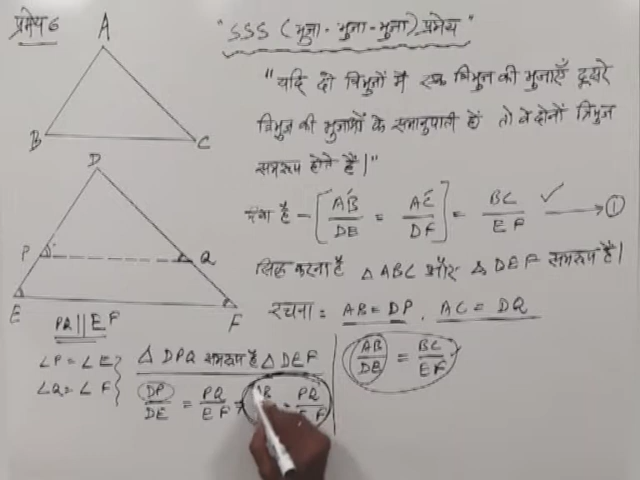 प्रमेय 6
"SSS (भुजा-भुजा-भुजा) प्रमेय"
A
B
C
"यदि दो त्रिभुजों में एक त्रिभुज की भुजाएँ दूसरे
त्रिभुज की भुजाओं के समानुपाती हों तो वे दोनों त्रिभुज
समरूप होते हैं।"
D
P
Q
E
F
दिया है - [AB/DE = AC/DF] = BC/EF ✓ → ①
सिद्ध करना है △ABC और △DEF समरूप है।
रचना: AB = DP, AC = DQ
PQ || EF
∠P = ∠E
∠Q = ∠F
△DPQ समरूप है △DEF
DP/DE = PQ/EF
= PQ
AB/DE = BC/EF